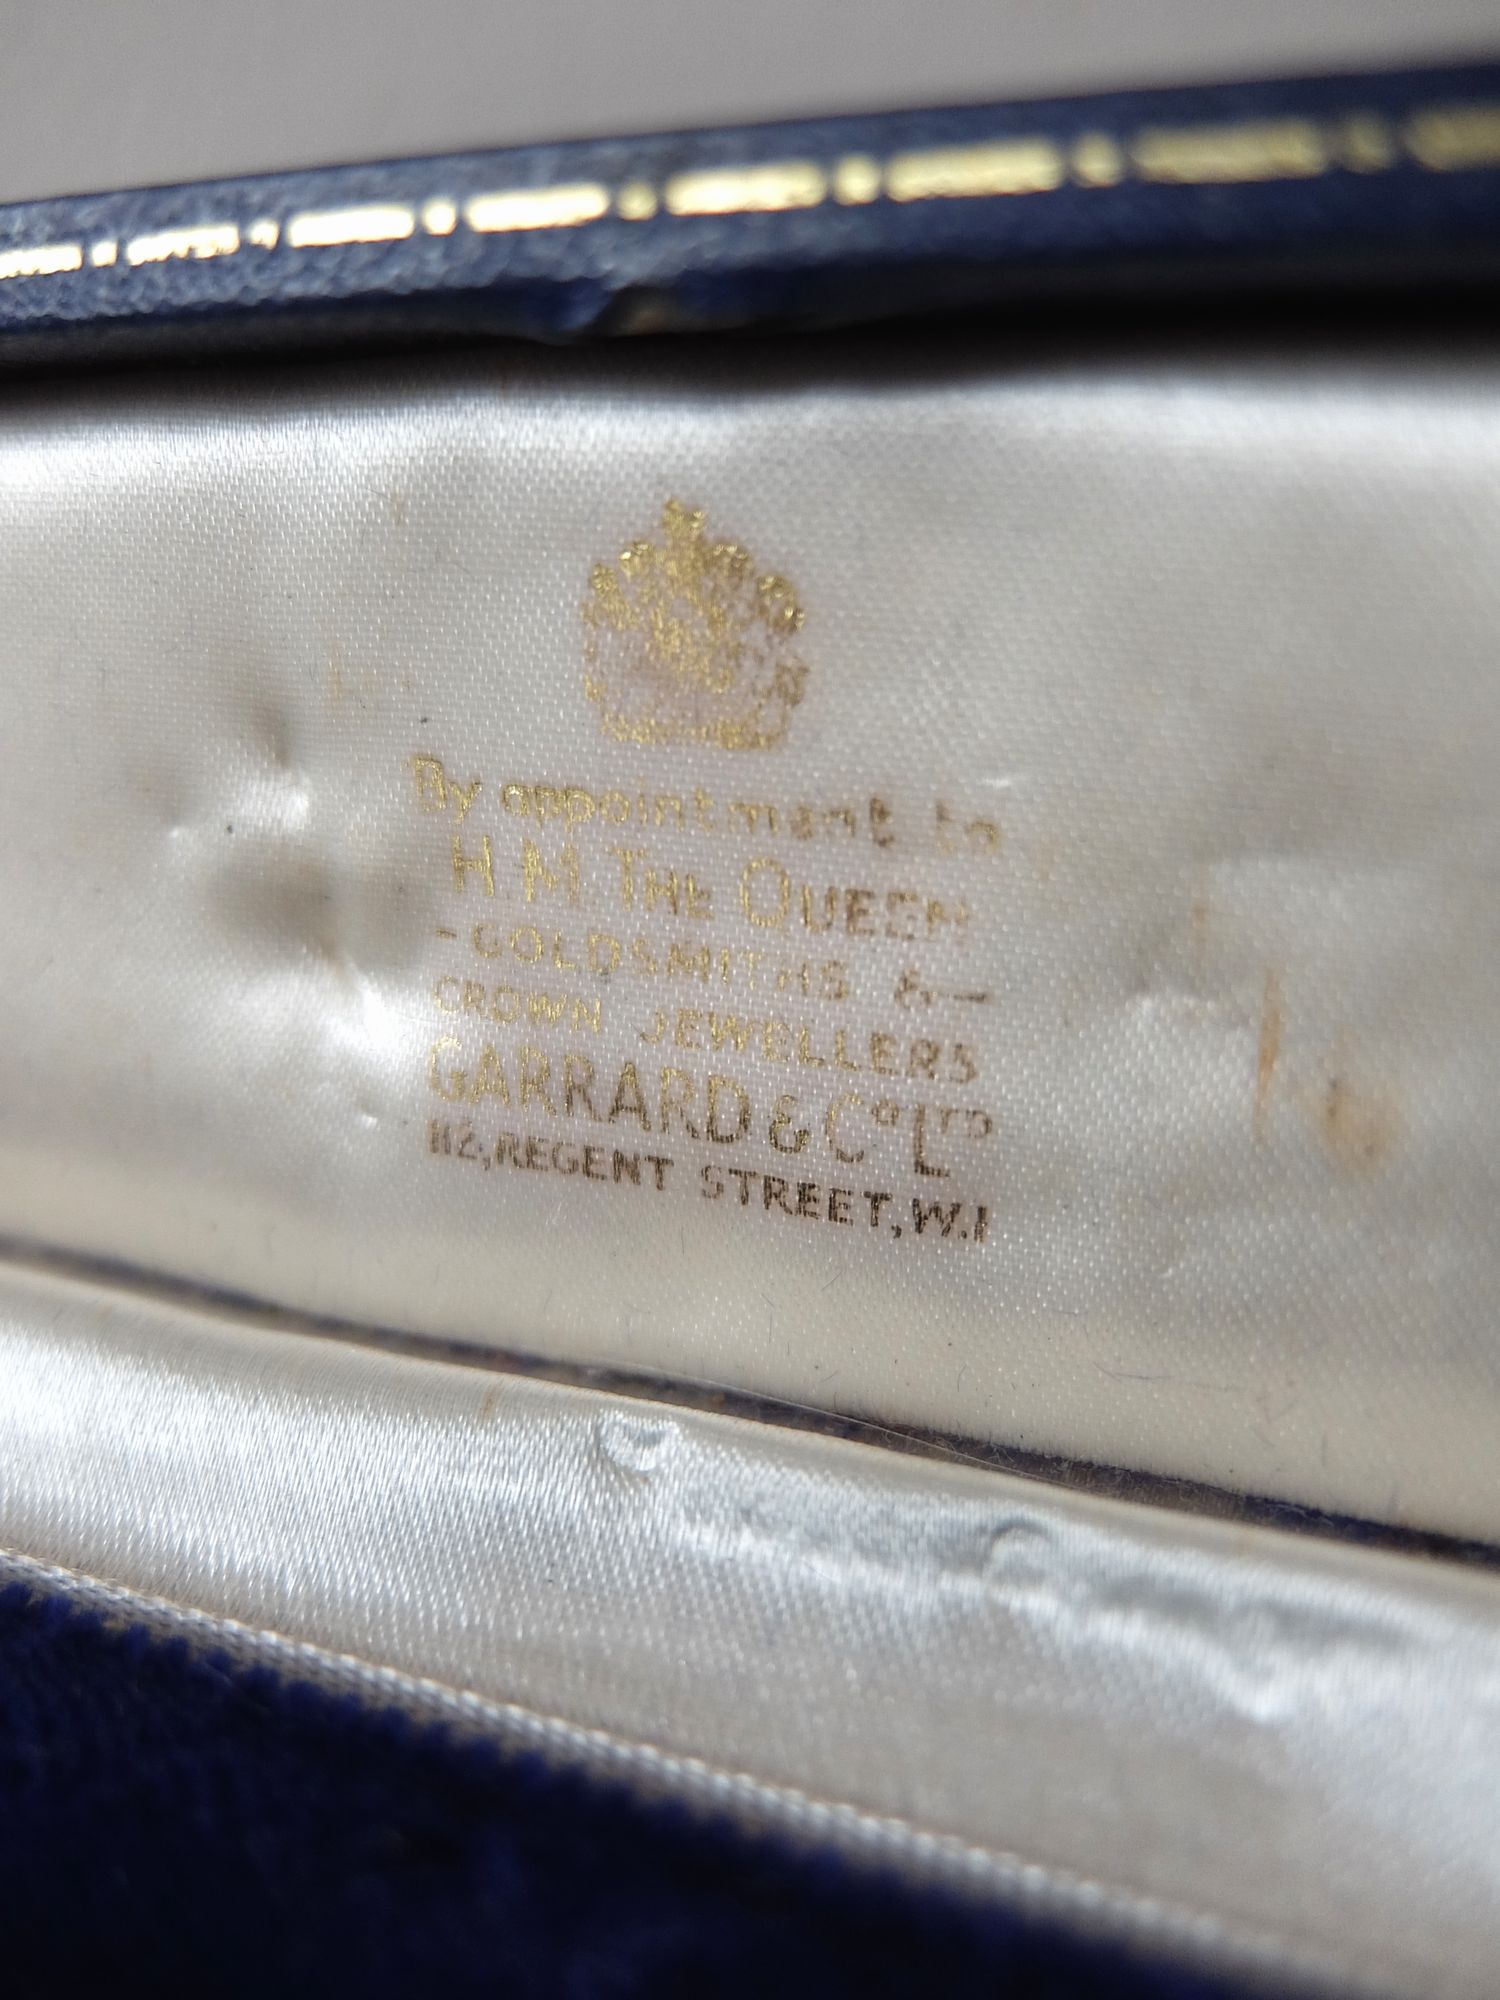 By appointment to
H.M. THE QUEEN
-GOLDSMITHS &-
CROWN JEWELLERS
GARRARD & Cº LTD
112, REGENT STREET, W.1